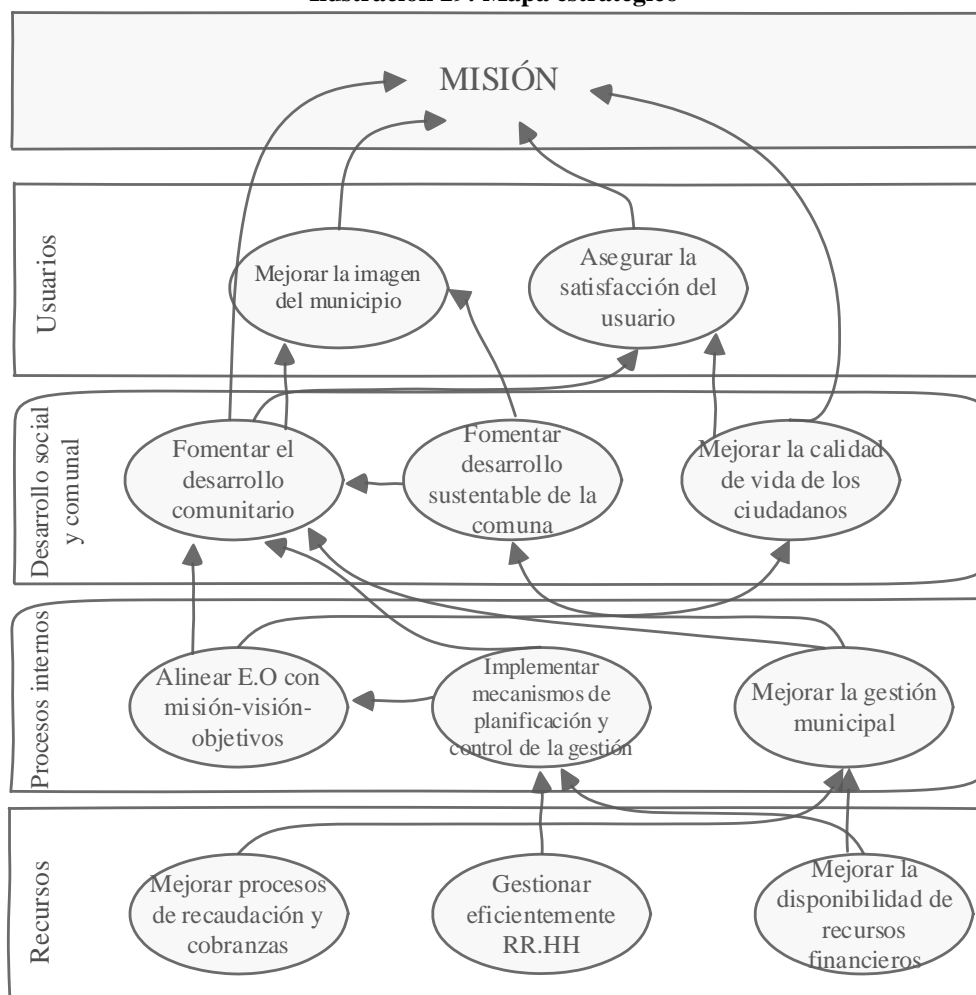 Ilustración 19: Mapa estratégico
MISIÓN
Usuarios
Mejorar la imagen
del municipio
Asegurar la
satisfacción del
usuario
Desarrollo social
y comunal
Fomentar el
desarrollo
comunitario
Fomentar
desarrollo
sustentable de la
comuna
Mejorar la calidad
de vida de los
ciudadanos
Procesos internos
Alinear E.O con
misión-visión-
objetivos
Implementar
mecanismos de
planificación y
control de la gestión
Mejorar la gestión
municipal
Recursos
Mejorar procesos
de recaudación y
cobranzas
Gestionar
eficientemente
RR.HH
Mejorar la
disponibilidad de
recursos
financieros